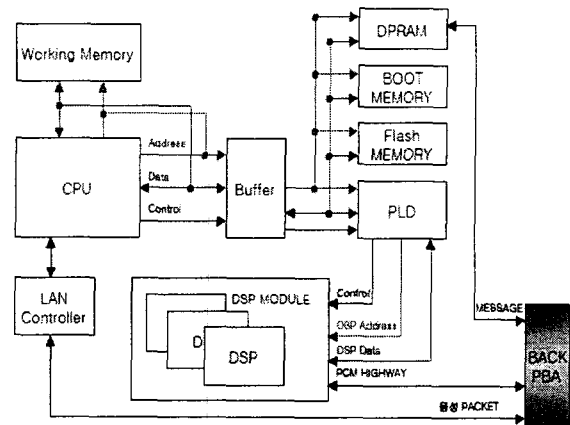 Working Memory
DPRAM
BOOT
MEMORY
Flash
MEMORY
Address
Data
Control
CPU
Buffer
PLD
LAN
Controller
DSP MODULE
D
DSP
Control
DSP Address
DSP Data
PCM HIGHWAY
MESSAGE
BACK
PBA
음성 PACKET